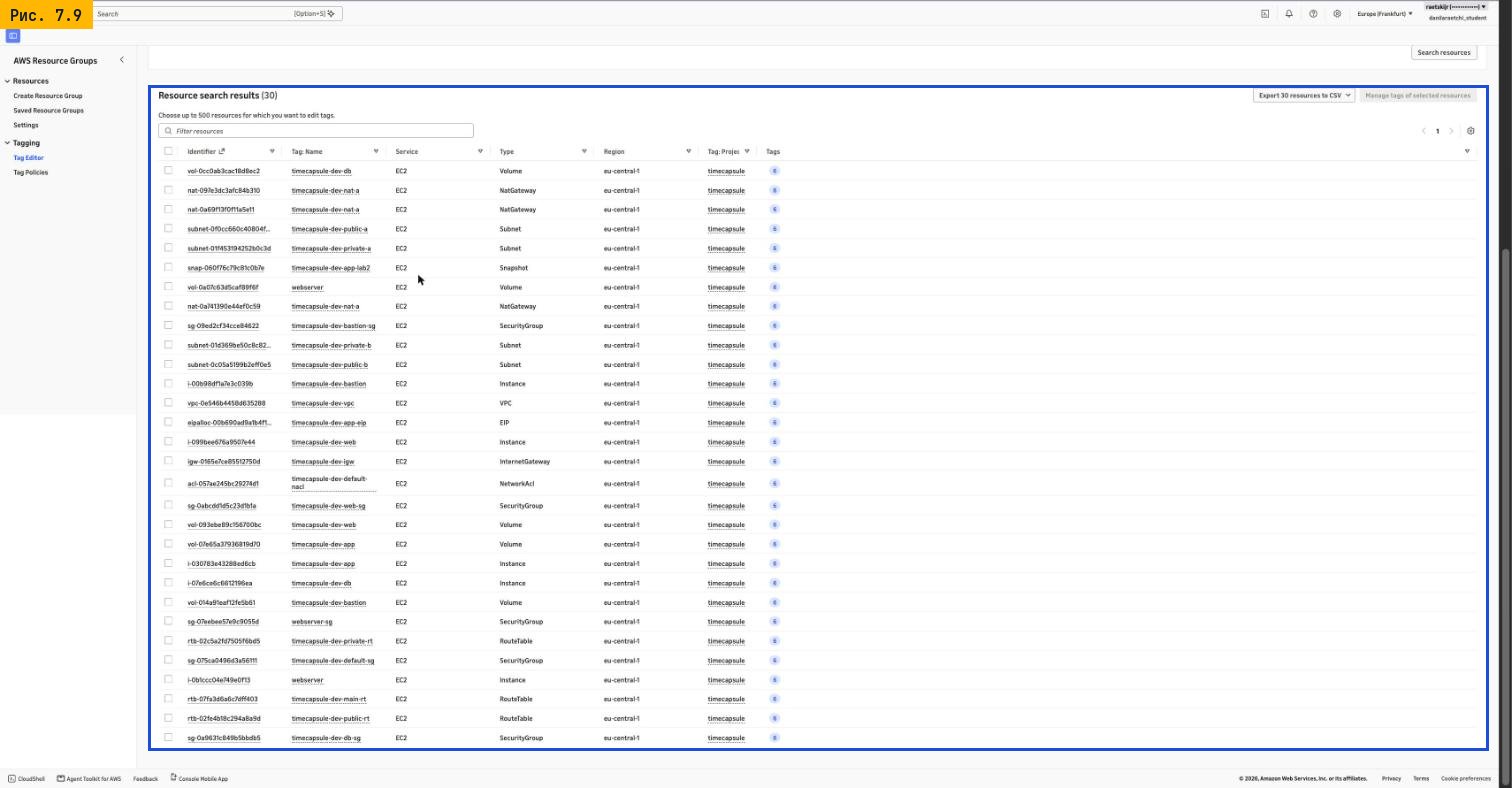 Рис. 7.9
Search [Option+S]
Europe (Frankfurt)
danilaraetchi_student
AWS Resource Groups
Resources
Create Resource Group
Saved Resource Groups
Settings
Tagging
Tag Editor
Tag Policies
Search resources
Resource search results (30)
Export 30 resources to CSV Manage tags of selected resources
Choose up to 500 resources for which you want to edit tags.
Filter resources
1
Identifier Tag: Name Service Type Region Tag: Projec Tags
vol-0cc0ab3cac18d8ec2 timecapsule-dev-db EC2 Volume eu-central-1 timecapsule 6
nat-097e3dc3afc84b310 timecapsule-dev-nat-a EC2 NatGateway eu-central-1 timecapsule 6
nat-0a69f13f0f11a5e11 timecapsule-dev-nat-a EC2 NatGateway eu-central-1 timecapsule 6
subnet-0f0cc660c40804f... timecapsule-dev-public-a EC2 Subnet eu-central-1 timecapsule 6
subnet-01f453194252b0c3d timecapsule-dev-private-a EC2 Subnet eu-central-1 timecapsule 6
snap-060f76c79c81c0b7e timecapsule-dev-app-lab2 EC2 Snapshot eu-central-1 timecapsule 6
vol-0a07c63d5caf89f6f webserver EC2 Volume eu-central-1 timecapsule 6
nat-0a741390e44ef0c59 timecapsule-dev-nat-a EC2 NatGateway eu-central-1 timecapsule 6
sg-09ed2cf34cce84622 timecapsule-dev-bastion-sg EC2 SecurityGroup eu-central-1 timecapsule 6
subnet-01d369be50c8c82... timecapsule-dev-private-b EC2 Subnet eu-central-1 timecapsule 6
subnet-0c05a5199b2eff0e5 timecapsule-dev-public-b EC2 Subnet eu-central-1 timecapsule 6
i-00b98df1a7e3c039b timecapsule-dev-bastion EC2 Instance eu-central-1 timecapsule 6
vpc-0e546b4458d635288 timecapsule-dev-vpc EC2 VPC eu-central-1 timecapsule 6
eipalloc-00b690ad9a1b4f1... timecapsule-dev-app-eip EC2 EIP eu-central-1 timecapsule 6
i-099bee676a9507e44 timecapsule-dev-web EC2 Instance eu-central-1 timecapsule 6
igw-0165e7ce85512750d timecapsule-dev-igw EC2 InternetGateway eu-central-1 timecapsule 6
acl-057ae245bc29274d1 timecapsule-dev-default-nacl EC2 NetworkAcl eu-central-1 timecapsule 6
sg-0abcdd1d5c23d1b1a timecapsule-dev-web-sg EC2 SecurityGroup eu-central-1 timecapsule 6
vol-093ebe89c156700bc timecapsule-dev-web EC2 Volume eu-central-1 timecapsule 6
vol-07e65a37936819d70 timecapsule-dev-app EC2 Volume eu-central-1 timecapsule 6
i-030783e43288ed6cb timecapsule-dev-app EC2 Instance eu-central-1 timecapsule 6
i-07e6ce6c6612196ea timecapsule-dev-db EC2 Instance eu-central-1 timecapsule 6
vol-014a91eaf12fe5b61 timecapsule-dev-bastion EC2 Volume eu-central-1 timecapsule 6
sg-07eebee57e9c9055d webserver-sg EC2 SecurityGroup eu-central-1 timecapsule 6
rtb-02c5a2fd7505f6bd5 timecapsule-dev-private-rt EC2 RouteTable eu-central-1 timecapsule 6
sg-075ca0496d3a56111 timecapsule-dev-default-sg EC2 SecurityGroup eu-central-1 timecapsule 6
i-0b1ccc04e749e0f13 webserver EC2 Instance eu-central-1 timecapsule 6
rtb-07fa3d6a6c7dff403 timecapsule-dev-main-rt EC2 RouteTable eu-central-1 timecapsule 6
rtb-02fe4b18c294a8a9d timecapsule-dev-public-rt EC2 RouteTable eu-central-1 timecapsule 6
sg-0a9631c849b5bbdb5 timecapsule-dev-db-sg EC2 SecurityGroup eu-central-1 timecapsule 6
CloudShell Agent Toolkit for AWS Feedback Console Mobile App © 2026, Amazon Web Services, Inc. or its affiliates. Privacy Terms Cookie preferences